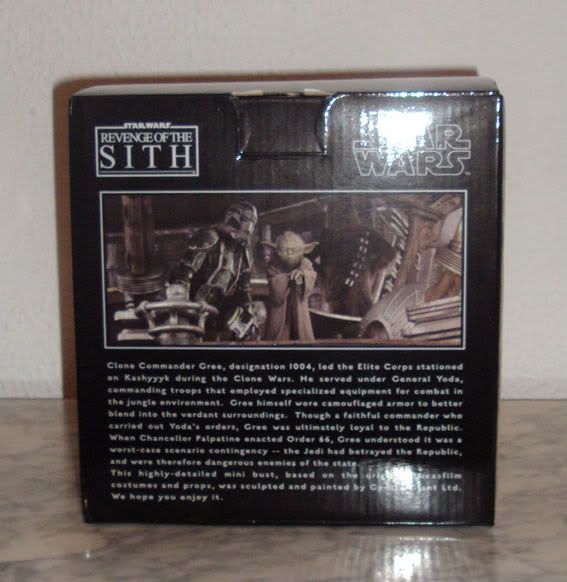 STAR WARS
REVENGE OF THE
SITH
STAR
WARS
Clone Commander Gree, designation 1004, led the Elite Corps stationed
on Kashyyyk during the Clone Wars. He served under General Yoda,
commanding troops that employed specialized equipment for combat in
the jungle environment. Gree himself wore camouflaged armor to better
blend into the verdant surroundings. Though a faithful commander who
carried out Yoda's orders, Gree was ultimately loyal to the Republic.
When Chancellor Palpatine enacted Order 66, Gree understood it was a
worst-case scenario contingency -- the Jedi had betrayed the Republic,
and were therefore dangerous enemies of the state.
This highly-detailed mini bust, based on the Lucasfilm
costumes and props, was sculpted and painted by Ltd.
We hope you enjoy it.